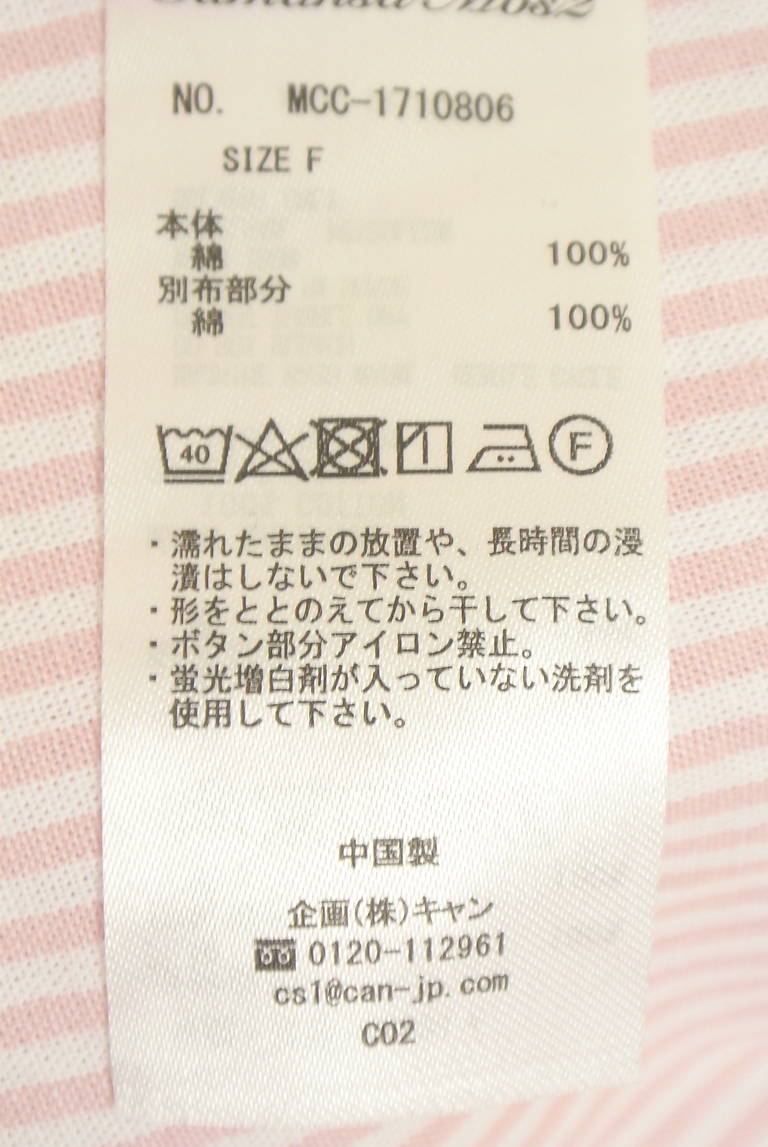 Mos2
NO. MCC-1710806
SIZE F
本体
綿 100%
別布部分
綿 100%
40 F
・濡れたままの放置や、長時間の浸
漬はしないで下さい。
・形をととのえてから干して下さい。
・ボタン部分アイロン禁止。
・蛍光増白剤が入っていない洗剤を
使用して下さい。
中国製
企画(株)キャン
0120-112961
cs1@can-jp.com
C02